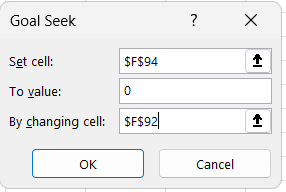 Goal Seek ? ×
Set cell: $F$94
To value: 0
By changing cell: $F$92
OK Cancel